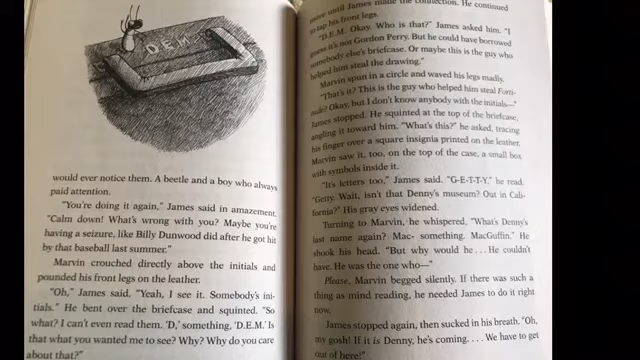 D.E.M.
would ever notice them. A beetle and a boy who always
paid attention.
"You're doing it again," James said in amazement.
"Calm down! What's wrong with you? Maybe you're
having a seizure, like Billy Dunwood did after he got hit
by that baseball last summer."
Marvin crouched directly above the initials and
pounded his front legs on the leather.
"Oh," James said. "Yeah, I see it. Somebody's ini-
tials." He bent over the briefcase and squinted. "So
what? I can't even read them. 'D,' something, 'D.E.M.' Is
that what you wanted me to see? Why? Why do you care
about that?"
move until James made the connection. He continued
to tap his front legs.
"D.E.M. Okay. Who is that?" James asked him. "I
guess it's not Gordon Perry. But he could have borrowed
somebody else's briefcase. Or maybe this is the guy who
helped him steal the drawing."
Marvin spun in a circle and waved his legs madly.
"That's it? This is the guy who helped him steal Forti-
tude? Okay, but I don't know anybody with the initials—"
James stopped. He squinted at the top of the briefcase,
angling it toward him. "What's this?" he asked, tracing
his finger over a square insignia printed on the leather.
Marvin saw it, too, on the top of the case, a small box
with symbols inside it.
"It's letters too," James said. "G-E-T-T-Y," he read.
"Getty. Wait, isn't that Denny's museum? Out in Cal-
ifornia?" His gray eyes widened.
Turning to Marvin, he whispered, "What's Denny's
last name again? Mac- something. MacGuffin." He
shook his head. "But why would he . . . He couldn't
have. He was the one who—"
Please, Marvin begged silently. If there was such a
thing as mind reading, he needed James to do it right
now.
James stopped again, then sucked in his breath. "Oh,
my gosh! If it is Denny, he's coming. . . . We have to get
out of here!"